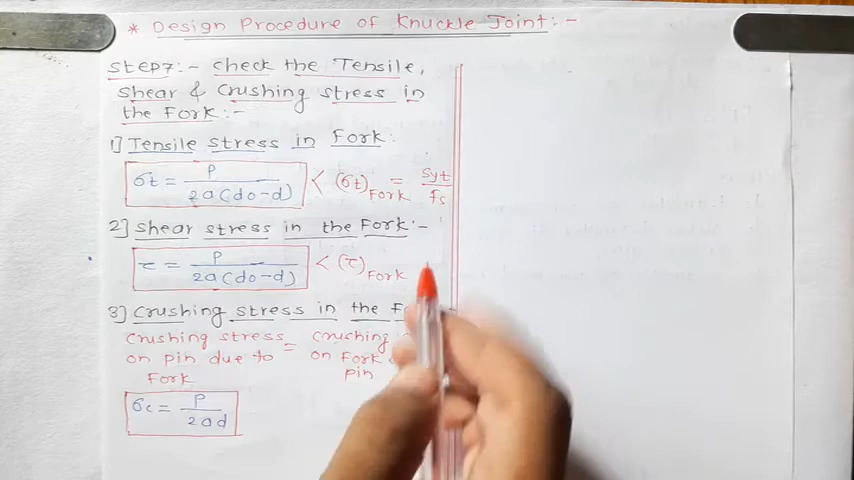 * Design Procedure of Knuckle Joint:-
Step7:- Check the Tensile,
Shear & Crushing stress in
the Fork:-
1] Tensile stress in Fork:
σt = P / 2a(do-d) < (σt)Fork = Syt / fs
2] Shear stress in the Fork:-
τ = P / 2a(do-d) < (τ)Fork
3] Crushing stress in the
Crushing stress = crushing
on pin due to on Fork
Fork pin
σc = P / 2ad